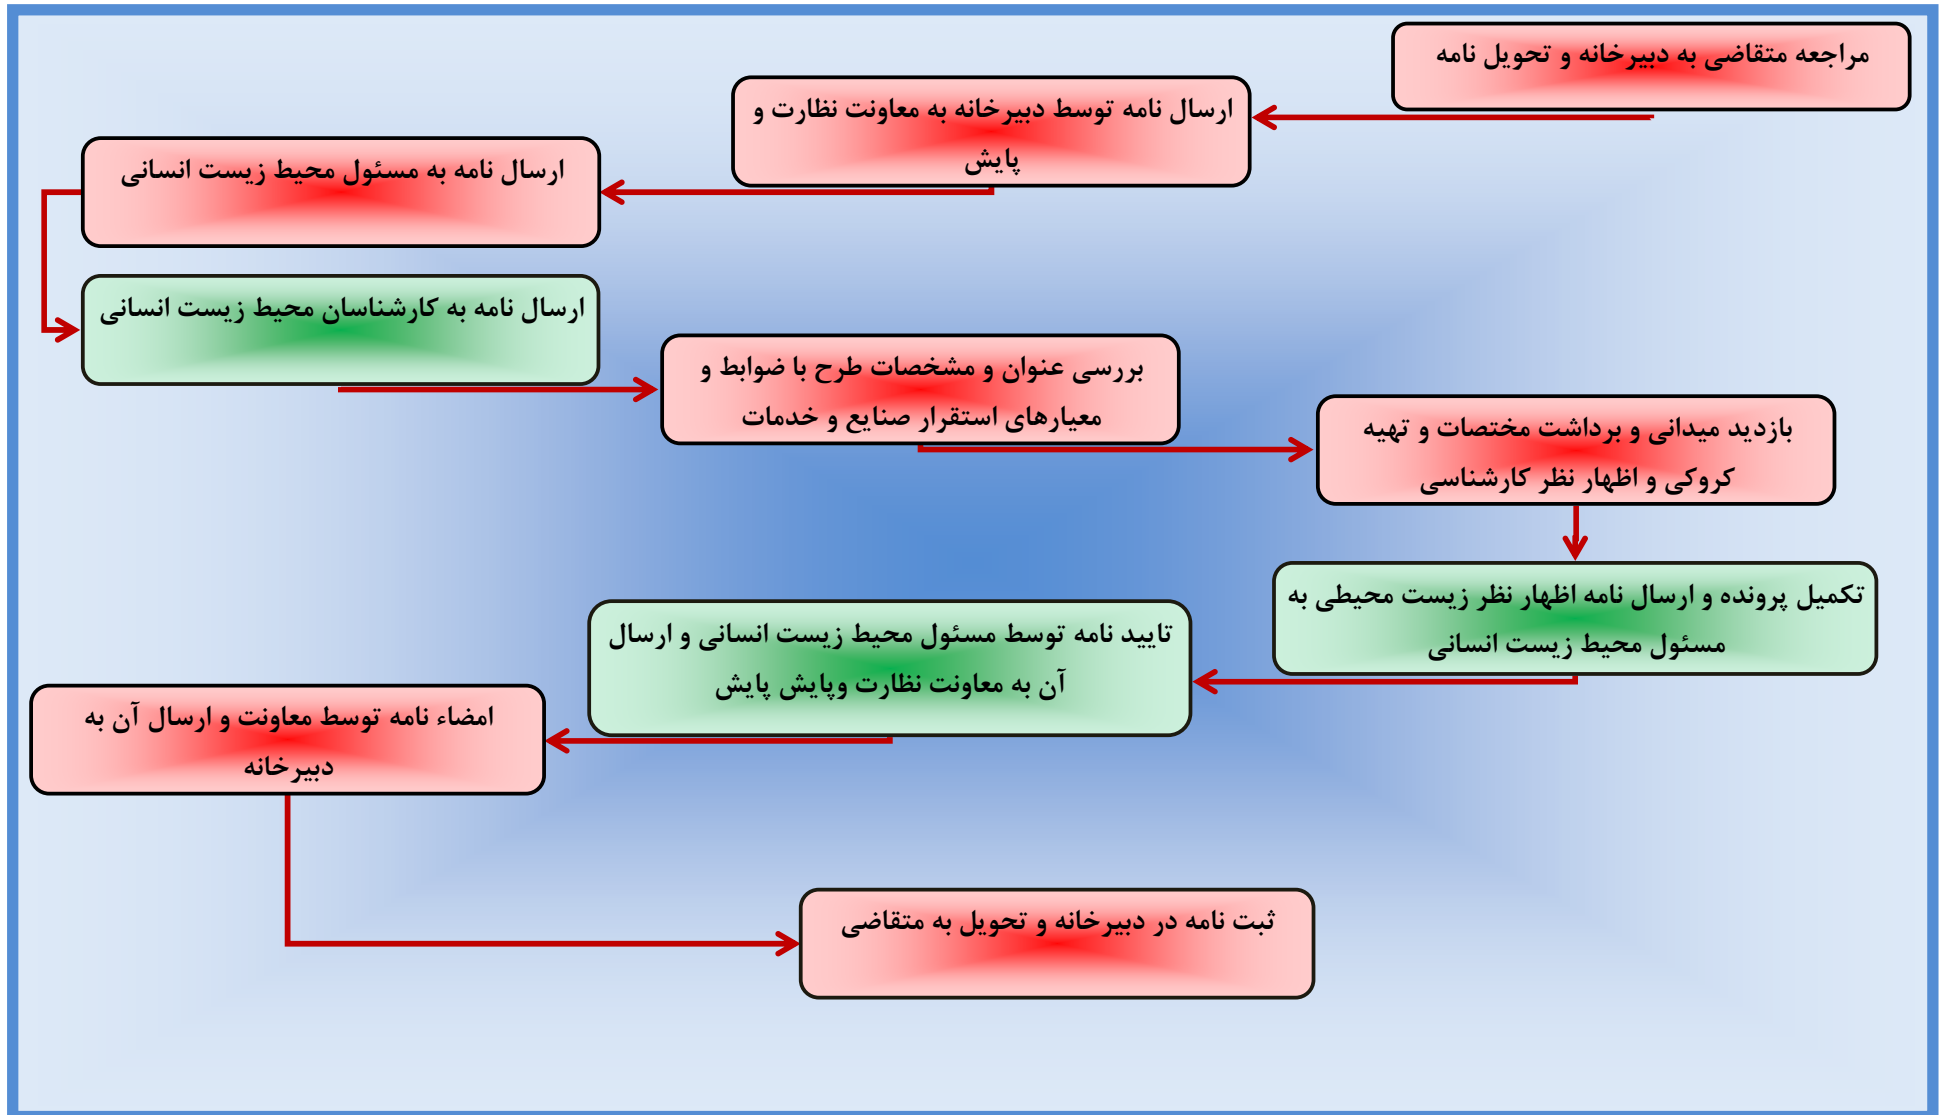 مراجعه متقاضی به دبیرخانه و تحویل نامه
ارسال نامه توسط دبیرخانه به معاونت نظارت و
پایش
ارسال نامه به مسئول محیط زیست انسانی
ارسال نامه به کارشناسان محیط زیست انسانی
بررسی عنوان و مشخصات طرح با ضوابط و
معیارهای استقرار صنایع و خدمات
بازدید میدانی و برداشت مختصات و تهیه
کروکی و اظهار نظر کارشناسی
تکمیل پرونده و ارسال نامه اظهار نظر زیست محیطی به
مسئول محیط زیست انسانی
تایید نامه توسط مسئول محیط زیست انسانی و ارسال
آن به معاونت نظارت وپایش پایش
امضاء نامه توسط معاونت و ارسال آن به
دبیرخانه
ثبت نامه در دبیرخانه و تحویل به متقاضی